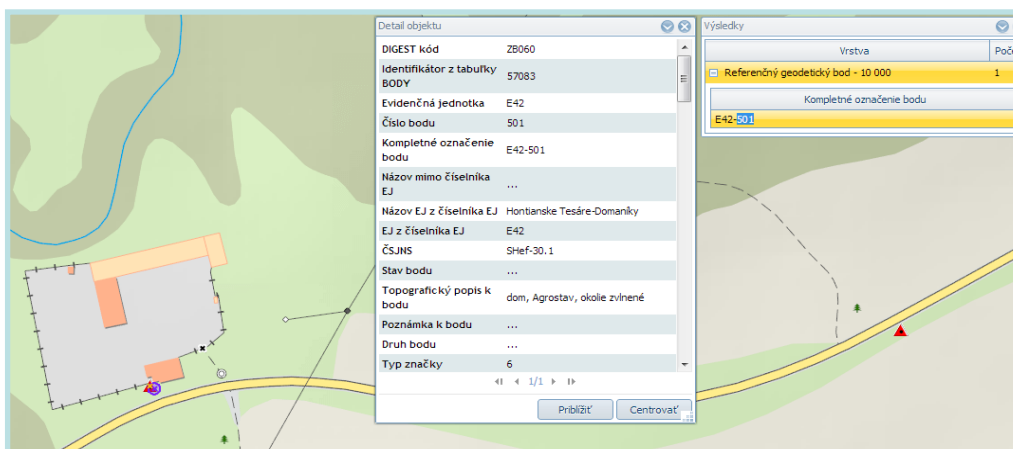 Detail objektu
DIGEST kód ZB060
Identifikátor z tabuľky
BODY 57083
Evidenčná jednotka E42
Číslo bodu 501
Kompletné označenie
bodu E42-501
Názov mimo číselníka
EJ ...
Názov EJ z číselníka EJ Hontianske Tesáre-Domaníky
EJ z číselníka EJ E42
ČSJNS SHef-30.1
Stav bodu ...
Topografický popis k
bodu dom, Agrostav, okolie zvlnené
Poznámka k bodu ...
Druh bodu ...
Typ značky 6
1/1
Priblížiť Centrovať
Výsledky
Vrstva Poč
Referenčný geodetický bod - 10 000 1
Kompletné označenie bodu
E42-501